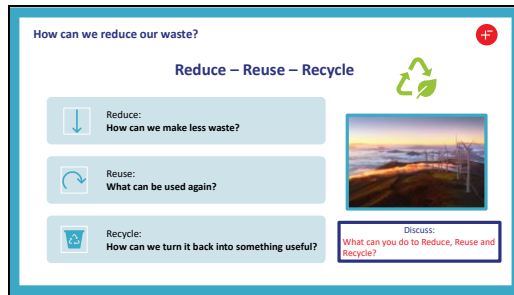 How can we reduce our waste?
Reduce – Reuse – Recycle
Reduce:
How can we make less waste?
Reuse:
What can be used again?
Recycle:
How can we turn it back into something useful?
Discuss:
What can you do to Reduce, Reuse and
Recycle?